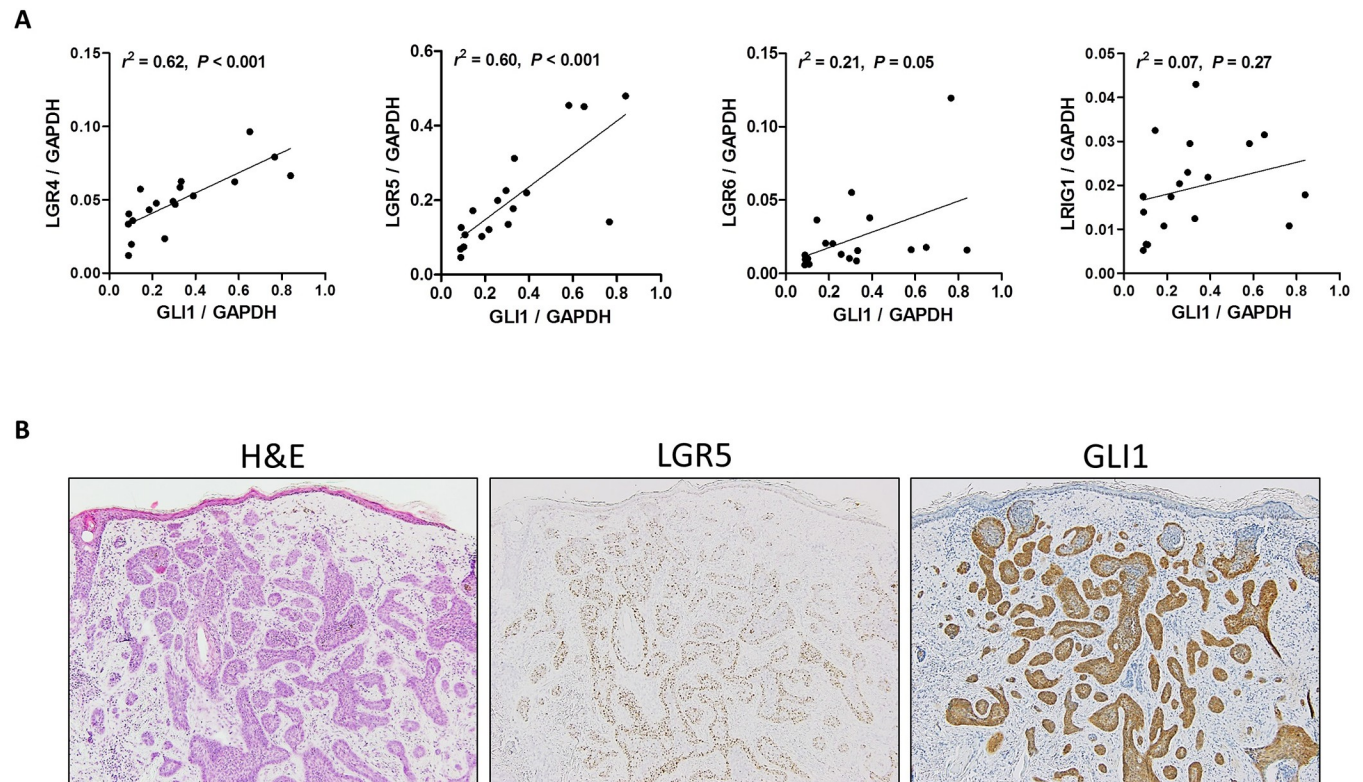 A
r² = 0.62, P < 0.001
0.15
0.10
0.05
0.00
LGR4 / GAPDH
0.0 0.2 0.4 0.6 0.8 1.0
GLI1 / GAPDH
r² = 0.60, P < 0.001
0.6
0.4
0.2
0.0
LGR5 / GAPDH
0.0 0.2 0.4 0.6 0.8 1.0
GLI1 / GAPDH
r² = 0.21, P = 0.05
0.15
0.10
0.05
0.00
LGR6 / GAPDH
0.0 0.2 0.4 0.6 0.8 1.0
GLI1 / GAPDH
r² = 0.07, P = 0.27
0.05
0.04
0.03
0.02
0.01
0.00
LRIG1 / GAPDH
0.0 0.2 0.4 0.6 0.8 1.0
GLI1 / GAPDH
B
H&E
LGR5
GLI1